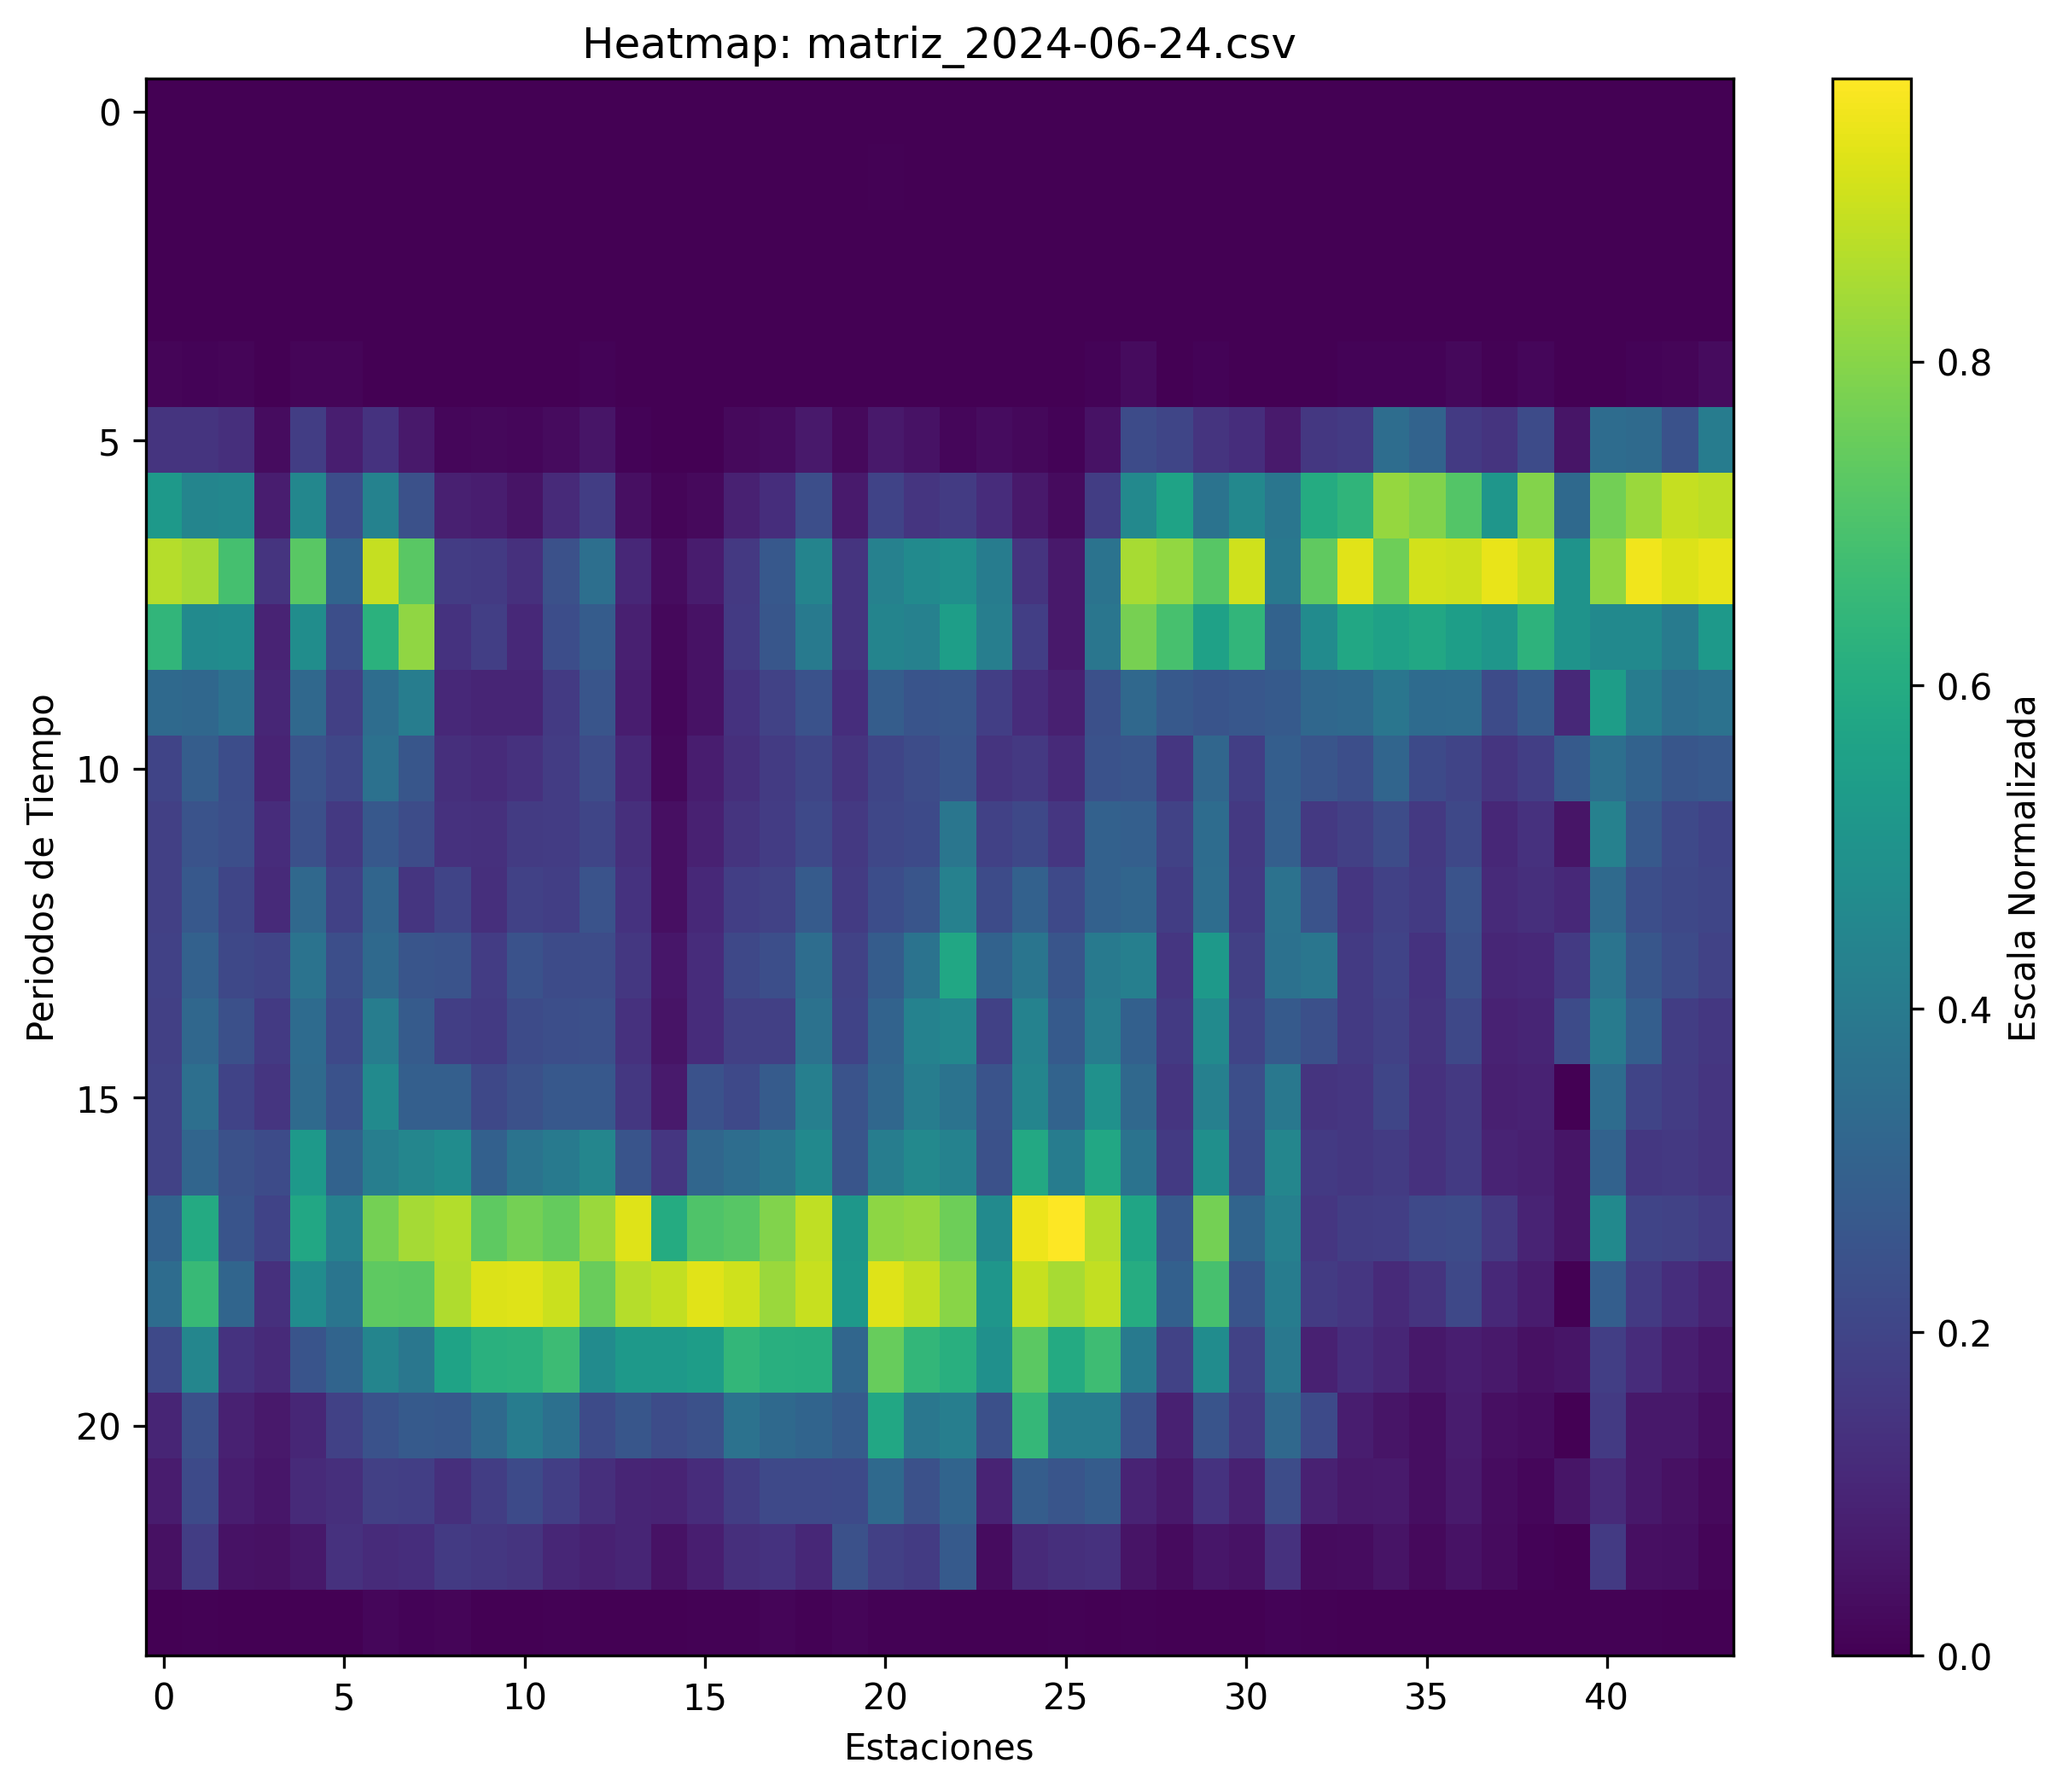 Heatmap: matriz_2024-06-24.csv
Periodos de Tiempo
0
5
10
15
20
0 5 10 15 20 25 30 35 40
Estaciones
0.8
0.6
0.4
0.2
0.0
Escala Normalizada